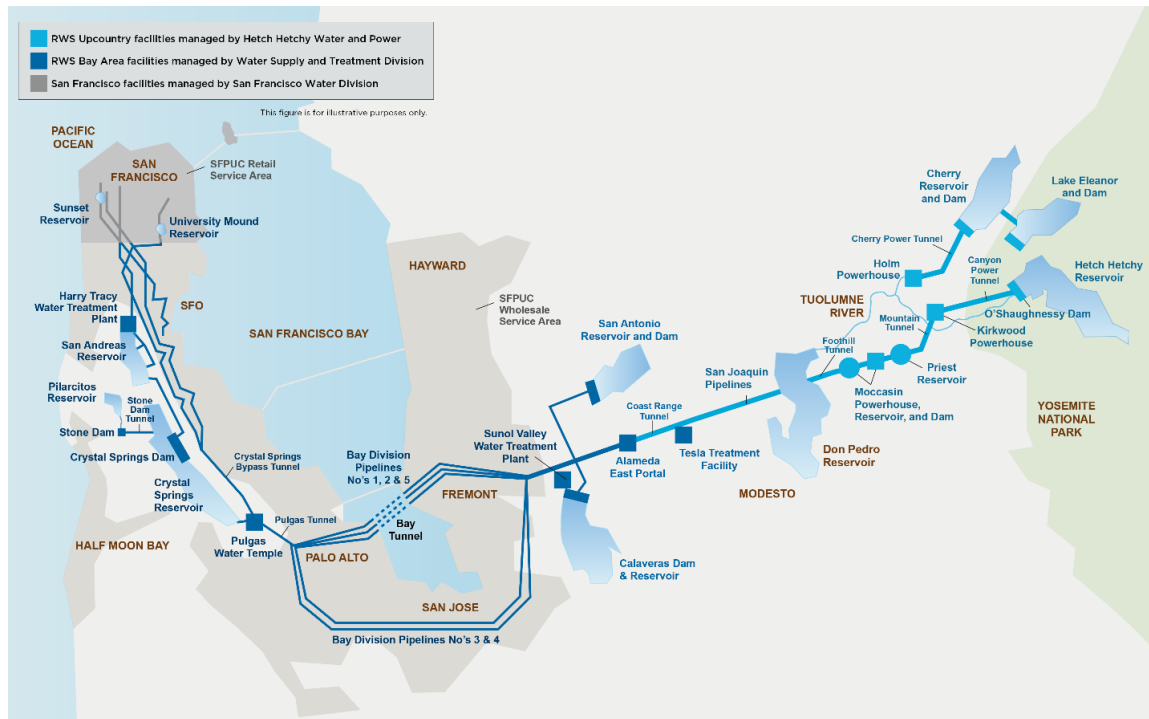 RWS Upcountry facilities managed by Hetch Hetchy Water and Power
RWS Bay Area facilities managed by Water Supply and Treatment Division
San Francisco facilities managed by San Francisco Water Division
This figure is for illustrative purposes only.
PACIFIC
OCEAN
SAN
FRANCISCO
SFPUC Retail
Service Area
Sunset
Reservoir
University Mound
Reservoir
HAYWARD
SFO
SAN FRANCISCO BAY
SFPUC
Wholesale
Service Area
Harry Tracy
Water Treatment
Plant
San Andreas
Reservoir
Pilarcitos
Reservoir
Stone
Dam
Tunnel
Stone Dam
Crystal Springs Dam
Crystal
Springs
Reservoir
Crystal Springs
Bypass Tunnel
HALF MOON BAY
Pulgas
Water Temple
Pulgas Tunnel
PALO ALTO
Bay Division
Pipelines
No's 1, 2 & 5
FREMONT
Bay
Tunnel
SAN JOSE
Bay Division Pipelines No's 3 & 4
San Antonio
Reservoir and Dam
Sunol Valley
Water Treatment
Plant
Calaveras Dam
& Reservoir
Alameda
East Portal
Coast Range
Tunnel
Tesla Treatment
Facility
San Joaquin
Pipelines
MODESTO
Don Pedro
Reservoir
Foothill
Tunnel
Moccasin
Powerhouse,
Reservoir, and Dam
Priest
Reservoir
Mountain
Tunnel
TUOLUMNE
RIVER
Holm
Powerhouse
Cherry Power Tunnel
Cherry
Reservoir
and Dam
Lake Eleanor
and Dam
Canyon
Power
Tunnel
Hetch Hetchy
Reservoir
O'Shaughnessy Dam
Kirkwood
Powerhouse
YOSEMITE
NATIONAL
PARK